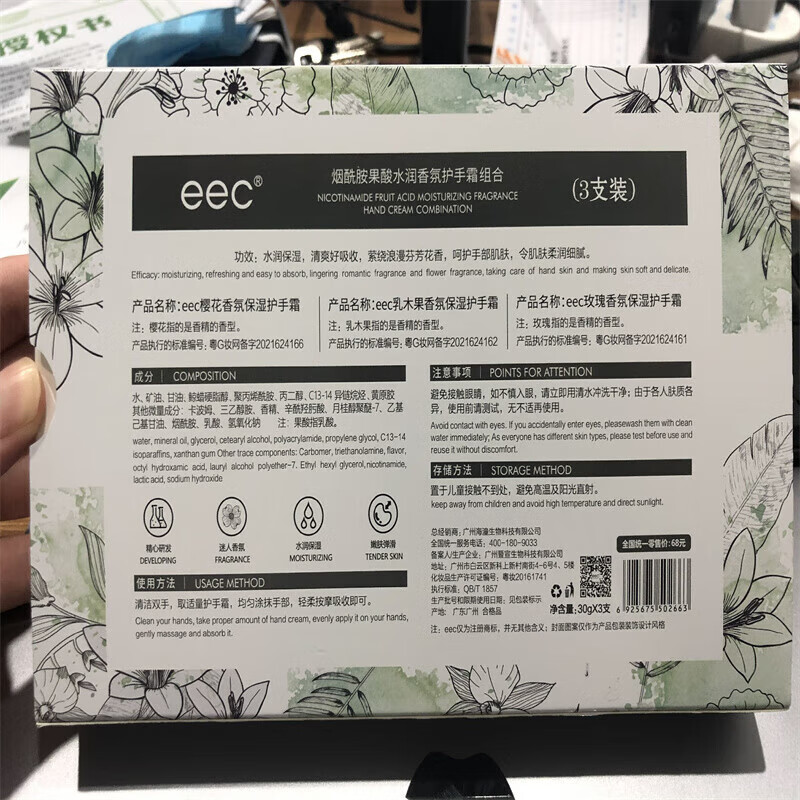 授权书
eec®
烟酰胺果酸水润香氛护手霜组合
NICOTINAMIDE FRUIT ACID MOISTURIZING FRAGRANCE
HAND CREAM COMBINATION
(3支装)
功效：水润保湿，清爽好吸收，萦绕浪漫芬芳花香，呵护手部肌肤，令肌肤柔润细腻。
Efficacy: moisturizing, refreshing and easy to absorb, lingering romantic fragrance and flower fragrance, taking care of hand skin and making skin soft and delicate.
产品名称：eec樱花香氛保湿护手霜
注：樱花指的是香精的香型。
产品执行的标准编号：粤G妆网备字2021624166
产品名称：eec乳木果香氛保湿护手霜
注：乳木果指的是香精的香型。
产品执行的标准编号：粤G妆网备字2021624162
产品名称：eec玫瑰香氛保湿护手霜
注：玫瑰指的是香精的香型。
产品执行的标准编号：粤G妆网备字2021624161
成分 | COMPOSITION
水、矿油、甘油、鲸蜡硬脂醇、聚丙烯酰胺、丙二醇、C13-14 异链烷烃、黄原胶
其他微量成分：卡波姆、三乙醇胺、香精、辛酰羟肟酸、月桂醇聚醚-7、乙基
己基甘油、烟酰胺、乳酸、氢氧化钠 注：果酸指乳酸。
water, mineral oil, glycerol, cetearyl alcohol, polyacrylamide, propylene glycol, C13-14
isoparaffins, xanthan gum Other trace components: Carbomer, triethanolamine, flavor,
octyl hydroxamic acid, lauryl alcohol polyether-7. Ethyl hexyl glycerol, nicotinamide,
lactic acid, sodium hydroxide
精心研发
DEVELOPING
迷人香氛
FRAGRANCE
水润保湿
MOISTURIZING
嫩肤弹滑
TENDER SKIN
使用方法 | USAGE METHOD
清洁双手，取适量护手霜，均匀涂抹手部，轻柔按摩吸收即可。
Clean your hands, take proper amount of hand cream, evenly apply it on your hands,
gently massage and absorb it.
注意事项 | POINTS FOR ATTENTION
避免接触眼睛，如不慎入眼，请立即用清水冲洗干净；由于各人肤质各
异，使用前请测试，无不适再使用。
Avoid contact with eyes. If you accidentally enter eyes, pleasewash them with clean
water immediately; As everyone has different skin types, please test before use and
reuse it without discomfort.
存储方法 | STORAGE METHOD
置于儿童接触不到处，避免高温及阳光直射。
keep away from children and avoid high temperature and direct sunlight.
总经销商：广州海潼生物科技有限公司
全国统一服务电话：400-180-9033
备案人/生产企业：广州暨宣生物科技有限公司
地址：广州市白云区新科上新村南街4-6号4、5楼
化妆品生产许可证编号：粤妆20161741
执行标准：QB/T 1857
生产批号和限期使用日期：见包装标示
产地：广东广州 合格品
净含量：30gX3支
全国统一零售价：68元
6 925675 502663
注：eec仅为注册商标，并无其他含义；封面图案仅作为产品包装装饰设计风格